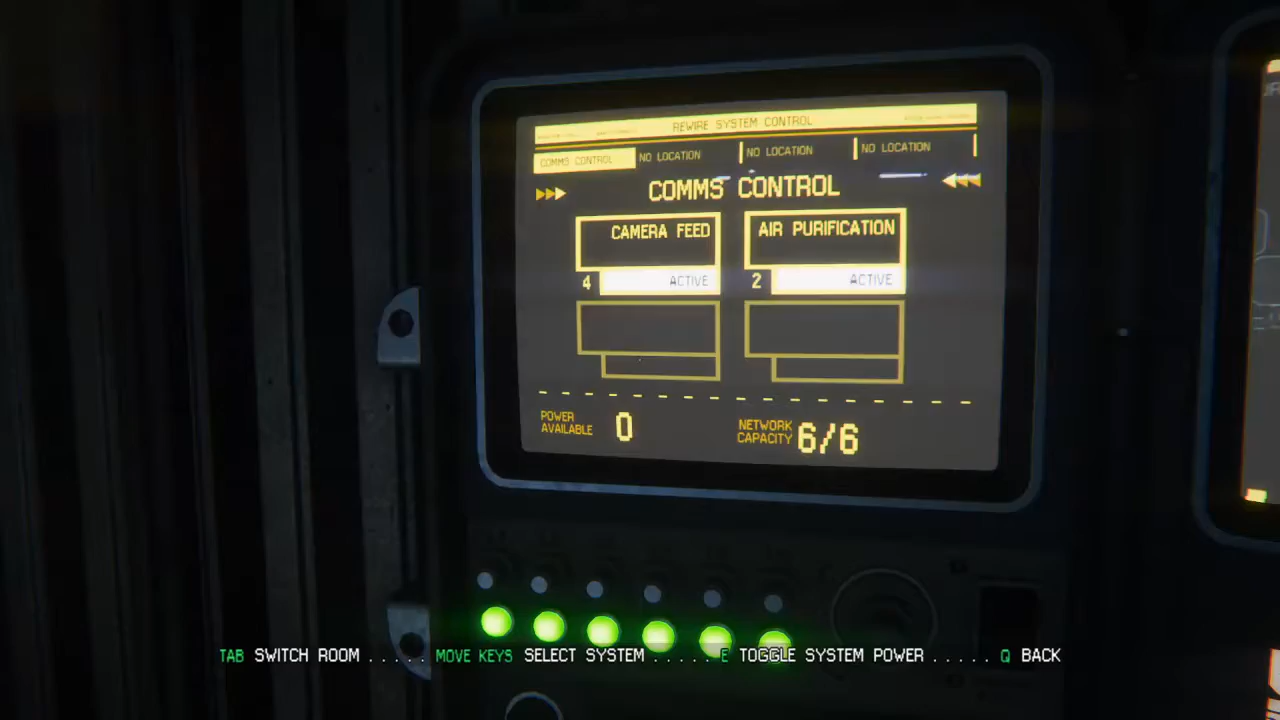 REWIRE SYSTEM CONTROL
COMMS CONTROL NO LOCATION NO LOCATION NO LOCATION
COMMS CONTROL
CAMERA FEED AIR PURIFICATION
4 ACTIVE 2 ACTIVE
POWER AVAILABLE 0 NETWORK CAPACITY 6/6
TAB SWITCH ROOM ..... MOVE KEYS SELECT SYSTEM ..... E TOGGLE SYSTEM POWER ..... Q BACK